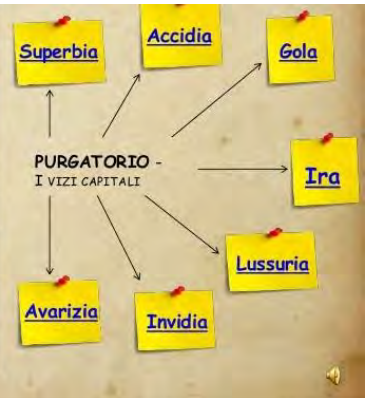 Accidia
Superbia
Gola
PURGATORIO -
I VIZI CAPITALI
Ira
Lussuria
Avarizia
Invidia